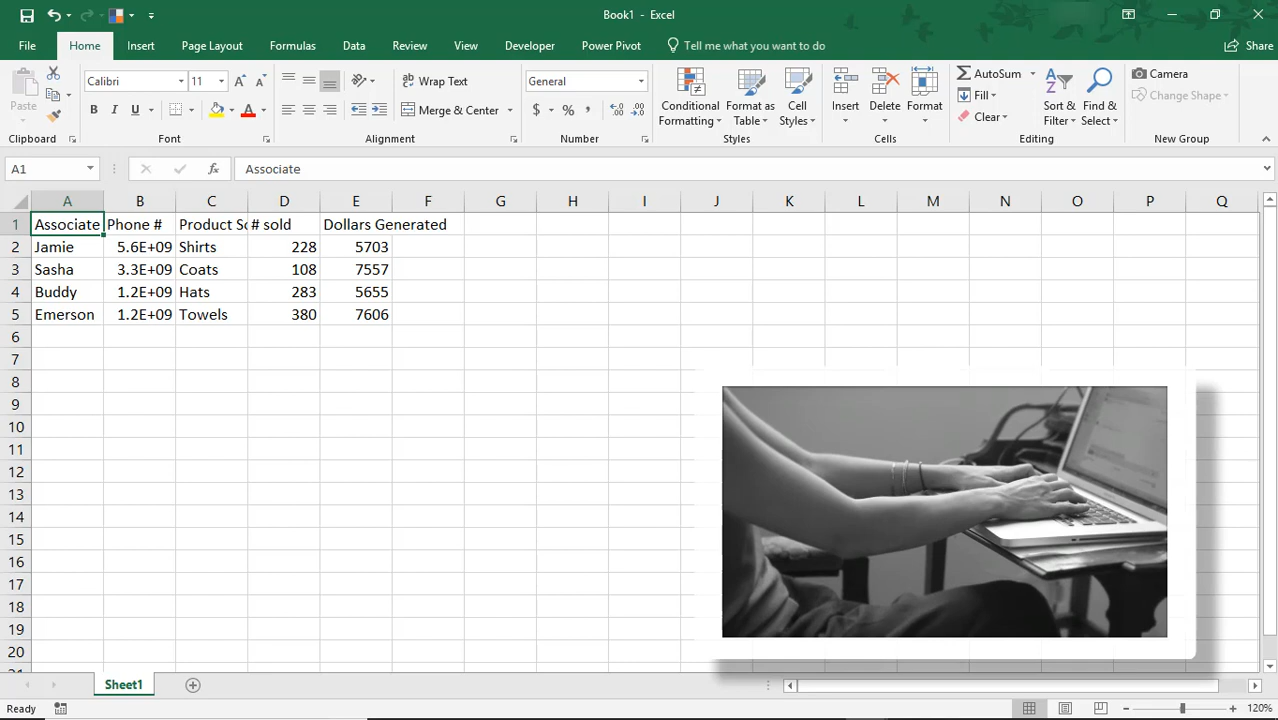 Book1 - Excel
File Home Insert Page Layout Formulas Data Review View Developer Power Pivot Tell me what you want to do Share
Paste
Clipboard
Calibri 11
B I U A
Font
Wrap Text
Merge & Center
Alignment
General
$ % ,
Number
Conditional Formatting
Format as Table
Cell Styles
Styles
Insert Delete Format
Cells
AutoSum
Fill
Clear
Sort & Filter
Find & Select
Editing
Camera
Change Shape
New Group
A1 fx Associate
A B C D E F G H I J K L M N O P Q
1 Associate Phone # Product So # sold Dollars Generated
2 Jamie 5.6E+09 Shirts 228 5703
3 Sasha 3.3E+09 Coats 108 7557
4 Buddy 1.2E+09 Hats 283 5655
5 Emerson 1.2E+09 Towels 380 7606
6
7
8
9
10
11
12
13
14
15
16
17
18
19
20
21
Sheet1
Ready 120%